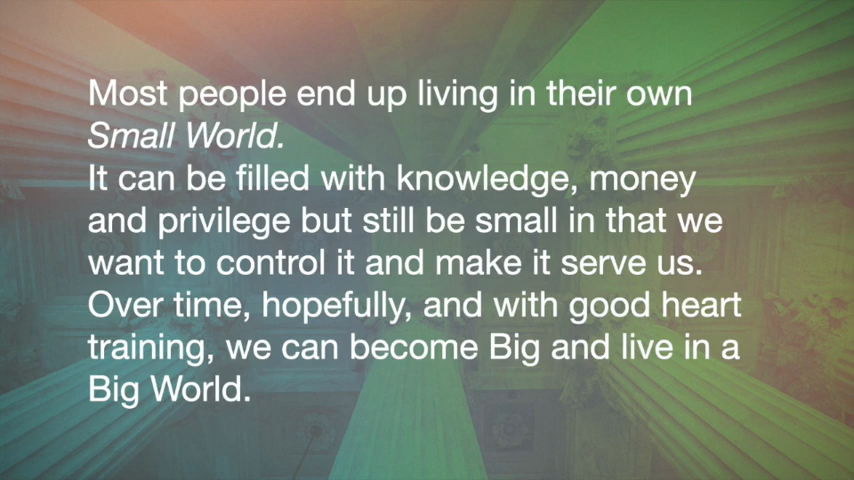 Most people end up living in their own
Small World.
It can be filled with knowledge, money
and privilege but still be small in that we
want to control it and make it serve us.
Over time, hopefully, and with good heart
training, we can become Big and live in a
Big World.